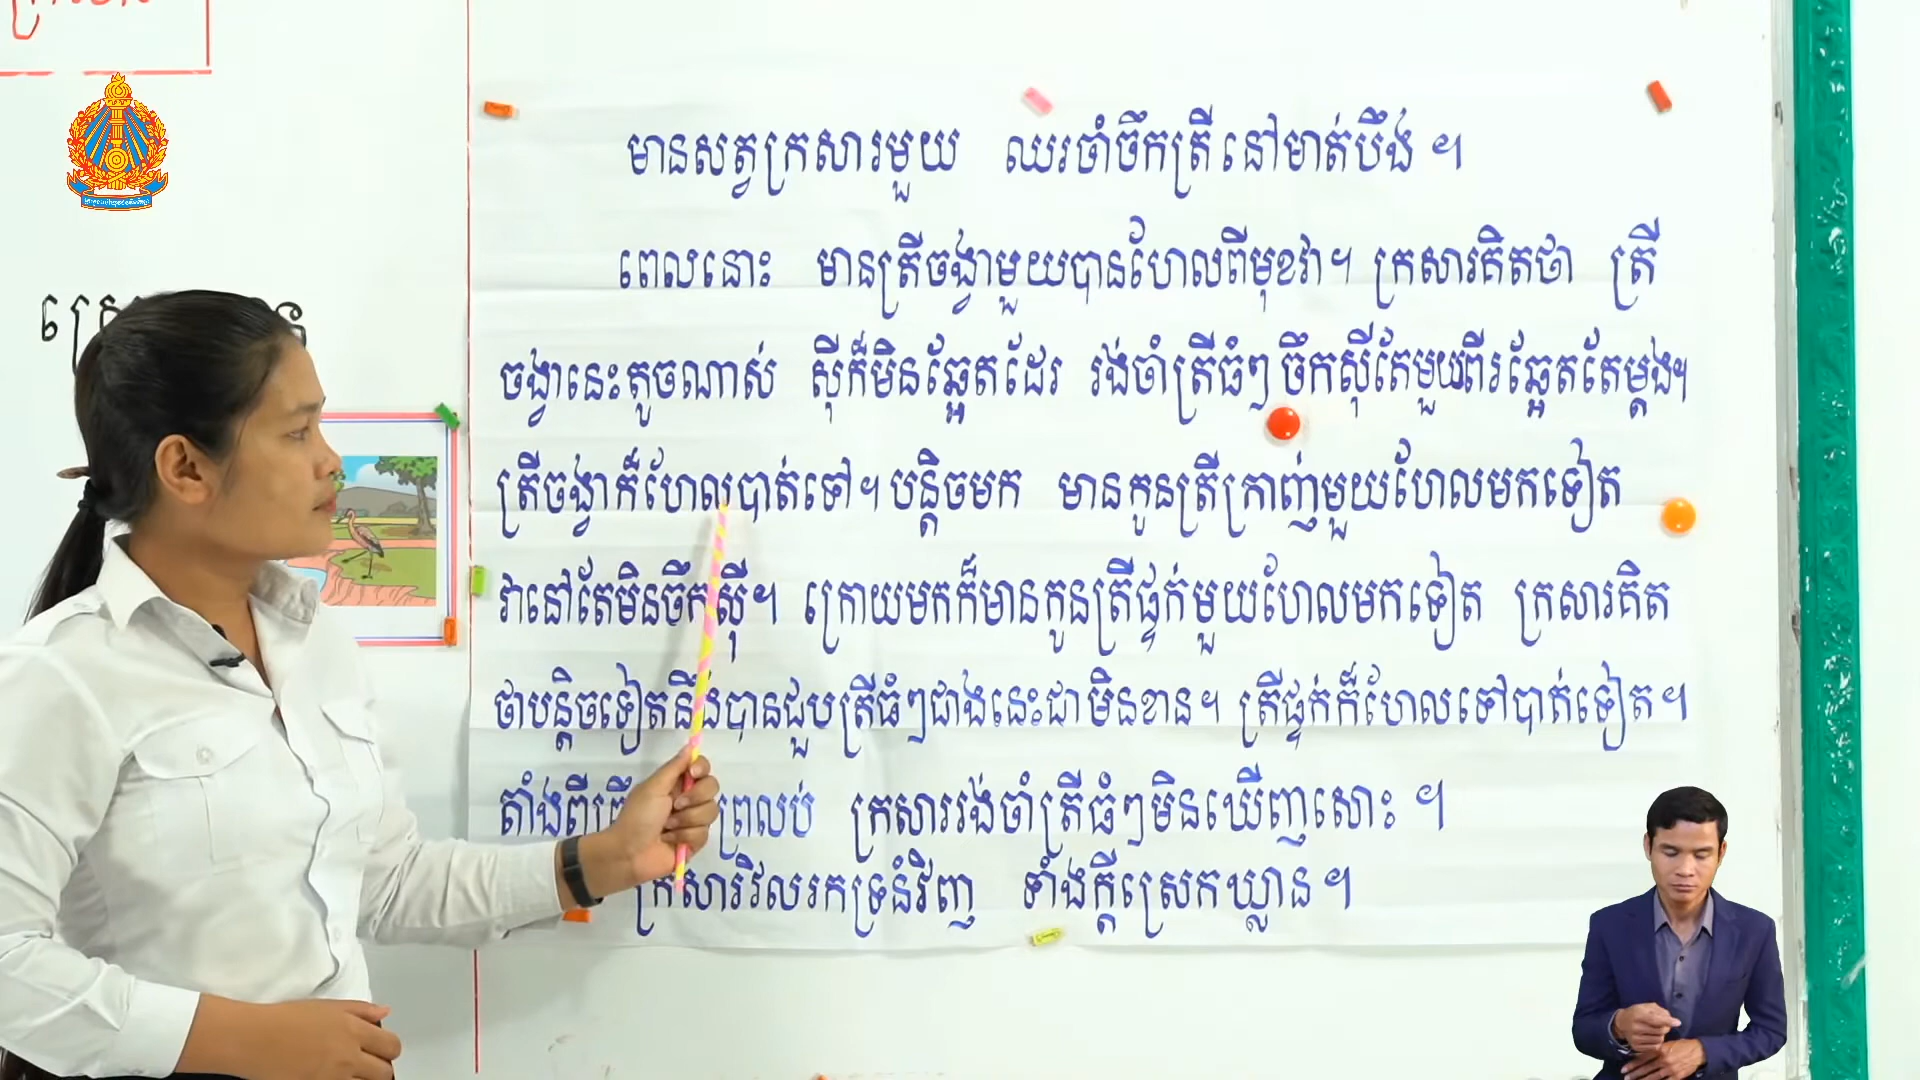 មានសត្វក្រសារមួយ ឈរចាំចឹកត្រី នៅមាត់បឹង ។
ពេលនោះ មានត្រីចង្វាមួយបានហែលពីមុខវា។ ក្រសារគិតថា ត្រី
ចង្វានេះតូចណាស់ ស៊ីក៏មិនឆ្អែតដែរ រង់ចាំត្រីធំៗ ចឹកស៊ីតែមួយពីរឆ្អែតតែម្តង។
ត្រីចង្វាក៏ហែលបាត់ទៅ។ បន្តិចមក មានកូនត្រីក្រាញ់មួយហែលមកទៀត
វានៅតែមិនចឹកស៊ី។ ក្រោយមកក៏មានកូនត្រីផ្ទក់មួយហែលមកទៀត ក្រសារគិត
ថាបន្តិចទៀតនឹងបានជួបត្រីធំៗជាងនេះជាមិនខាន។ ត្រីផ្ទក់ក៏ហែលទៅបាត់ទៀត។
តាំងពី ព្រលប់ ក្រសាររង់ចាំត្រីធំៗមិនឃើញសោះ ។
ក្រសារវិលរកទ្រនំវិញ ទាំងក្តីស្រេកឃ្លាន។